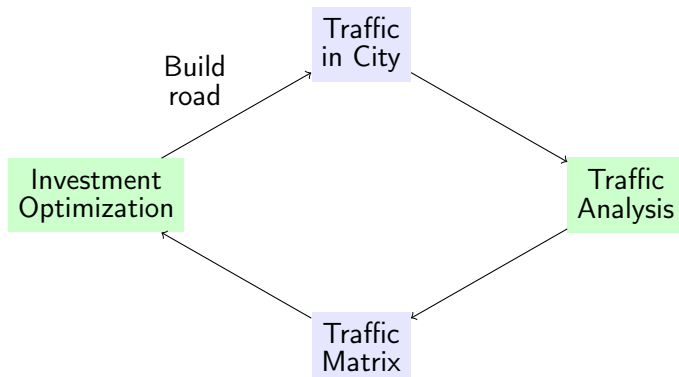 Traffic
in City
Build
road
Investment
Optimization
Traffic
Analysis
Traffic
Matrix